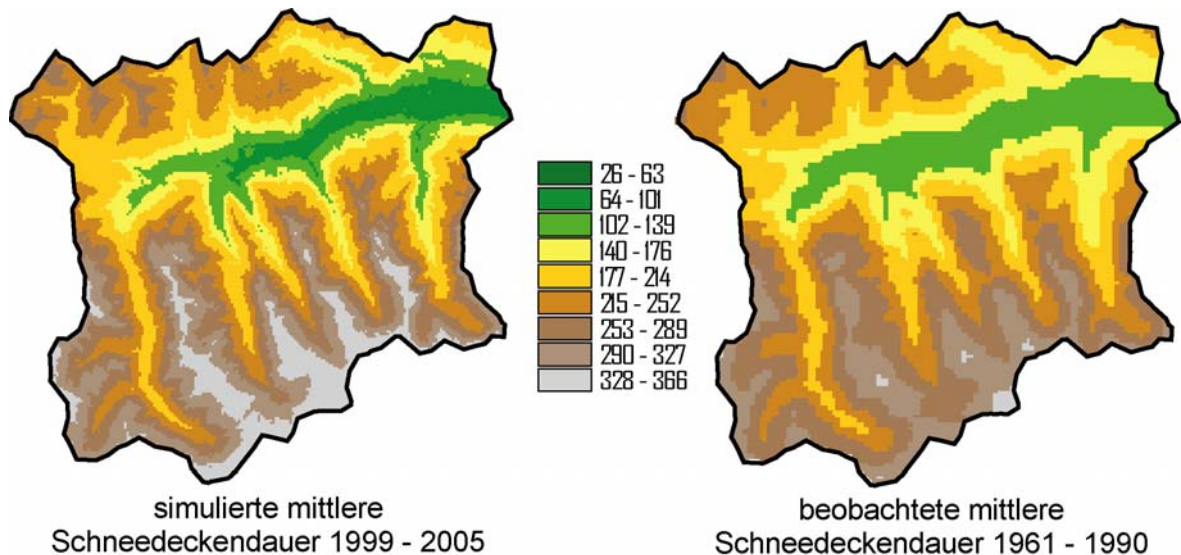 26 - 63
64 - 101
102 - 139
140 - 176
177 - 214
215 - 252
253 - 289
290 - 327
328 - 366
simulierte mittlere
Schneedeckendauer 1999 - 2005
beobachtete mittlere
Schneedeckendauer 1961 - 1990